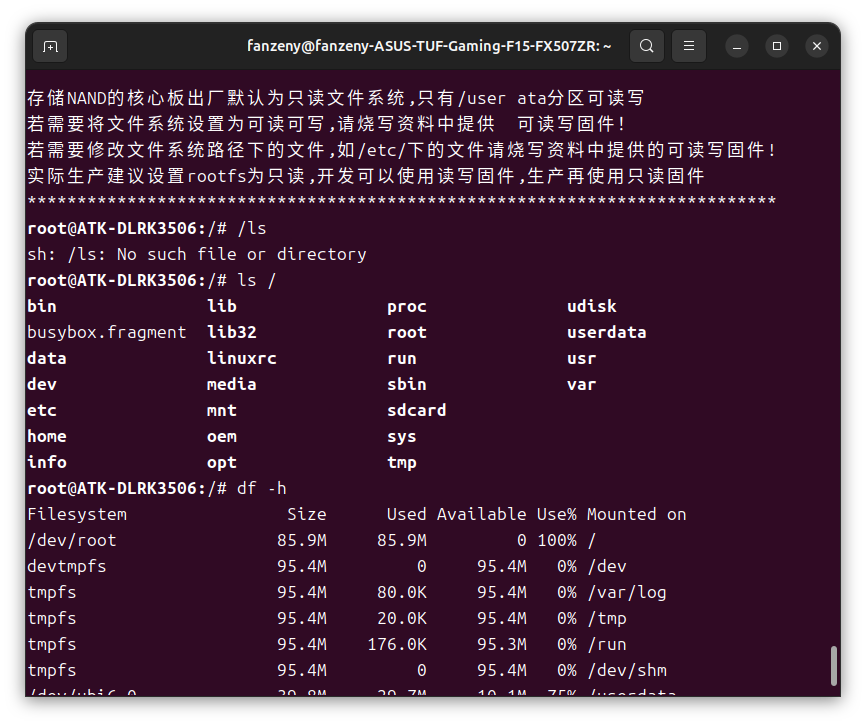 fanzeny@fanzeny-ASUS-TUF-Gaming-F15-FX507ZR: ~
存储NAND的核心板出厂默认为只读文件系统,只有/user ata分区可读写
若需要将文件系统设置为可读可写,请烧写资料中提供  可读写固件！
若需要修改文件系统路径下的文件,如/etc/下的文件请烧写资料中提供的可读写固件！
实际生产建议设置rootfs为只读,开发可以使用读写固件,生产再使用只读固件
***************************************************************************
root@ATK-DLRK3506:/# /ls
sh: /ls: No such file or directory
root@ATK-DLRK3506:/# ls /
bin lib proc udisk
busybox.fragment lib32 root userdata
data linuxrc run usr
dev media sbin var
etc mnt sdcard
home oem sys
info opt tmp
root@ATK-DLRK3506:/# df -h
Filesystem Size Used Available Use% Mounted on
/dev/root 85.9M 85.9M 0 100% /
devtmpfs 95.4M 0 95.4M 0% /dev
tmpfs 95.4M 80.0K 95.4M 0% /var/log
tmpfs 95.4M 20.0K 95.4M 0% /tmp
tmpfs 95.4M 176.0K 95.3M 0% /run
tmpfs 95.4M 0 95.4M 0% /dev/shm
/dev/ubi6_0 39.8M 29.7M 10.1M 75% /userdata